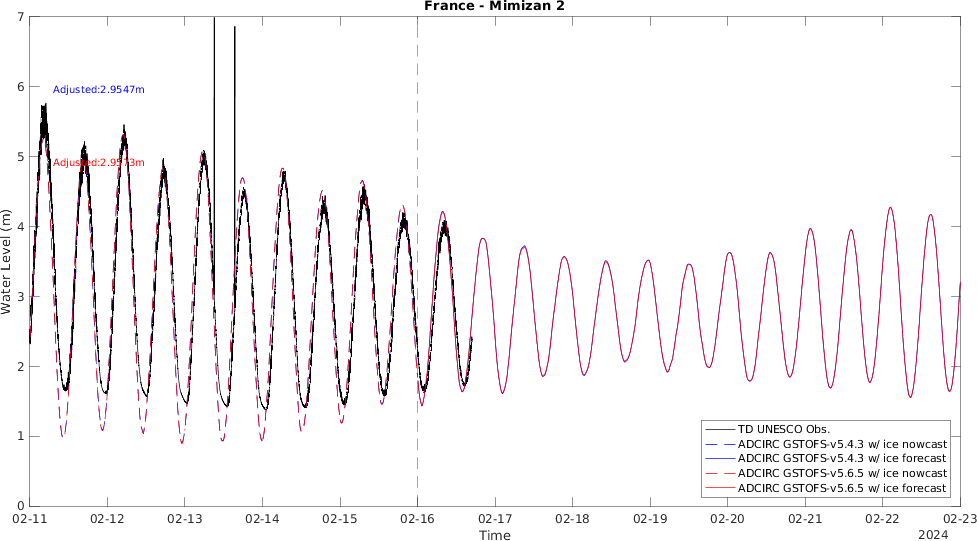 France - Mimizan 2
7
6
5
4
3
2
1
0
Water Level (m)
Adjusted:2.9547m
Adjusted:2.9573m
TD UNESCO Obs.
ADCIRC GSTOFS-v5.4.3 w/ ice nowcast
ADCIRC GSTOFS-v5.4.3 w/ ice forecast
ADCIRC GSTOFS-v5.6.5 w/ ice nowcast
ADCIRC GSTOFS-v5.6.5 w/ ice forecast
02-11 02-12 02-13 02-14 02-15 02-16 02-17 02-18 02-19 02-20 02-21 02-22 02-23
Time
2024